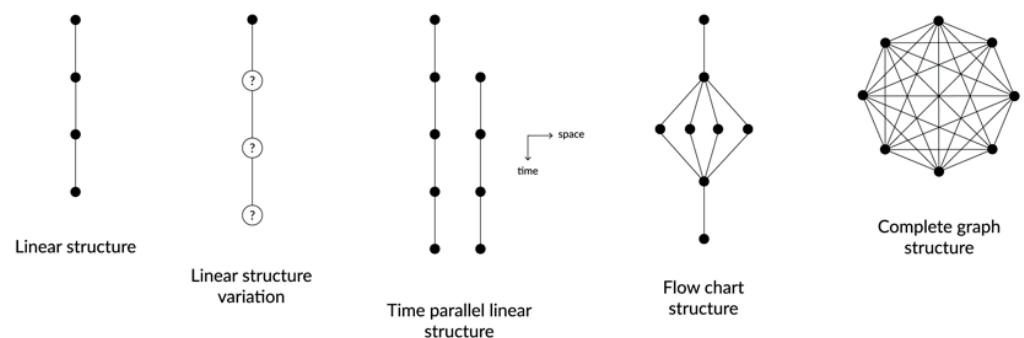 ?
?
?
space
time
Linear structure
Linear structure
variation
Time parallel linear
structure
Flow chart
structure
Complete graph
structure